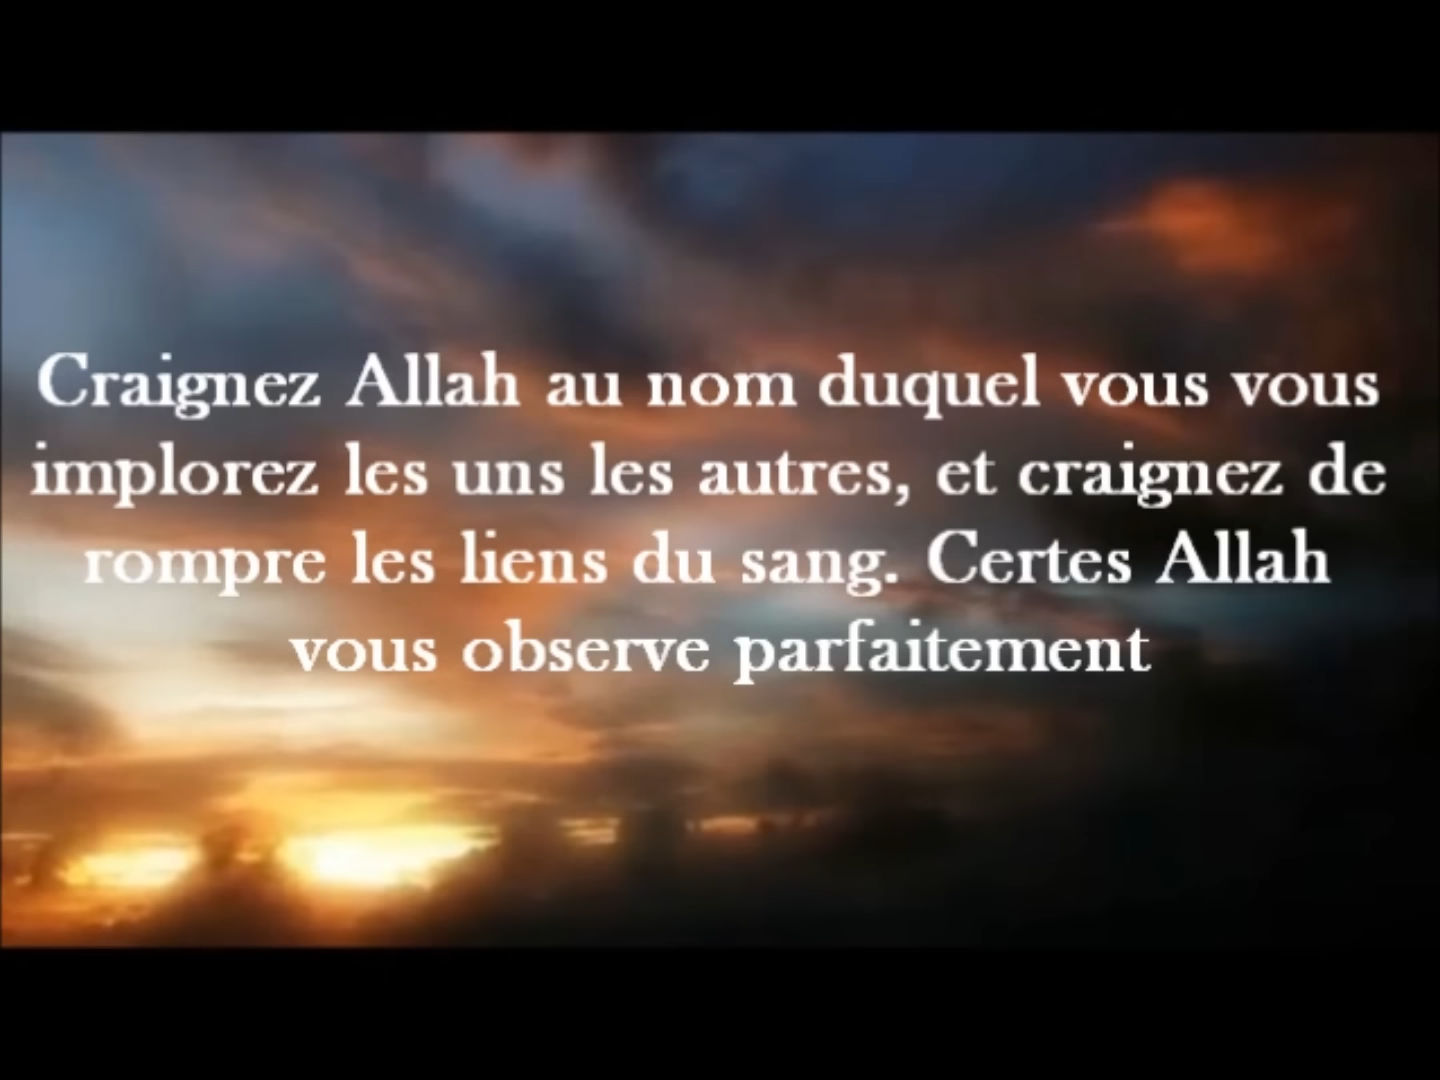 Craignez Allah au nom duquel vous vous
implorez les uns les autres, et craignez de
rompre les liens du sang. Certes Allah
vous observe parfaitement